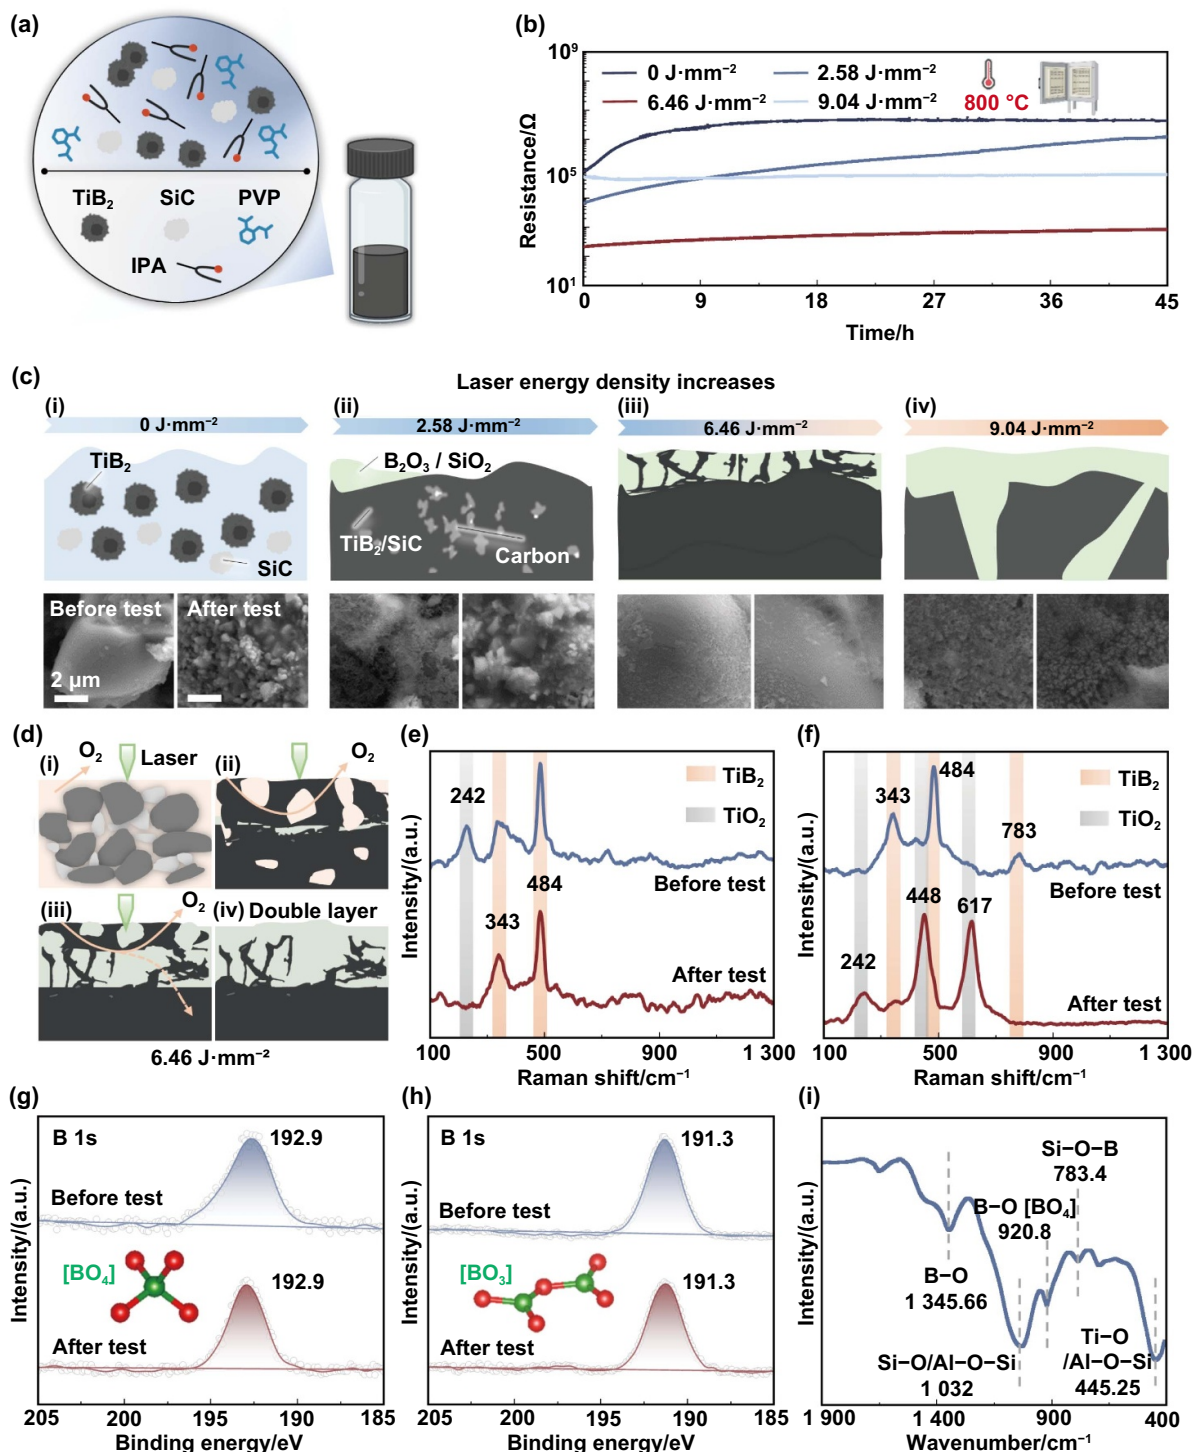 (a)
TiB₂ SiC PVP
IPA
(b)
10⁹
10⁵
10¹
Resistance/Ω
0 J·mm⁻² 2.58 J·mm⁻²
6.46 J·mm⁻² 9.04 J·mm⁻²
800 °C
0 9 18 27 36 45
Time/h
(c)
Laser energy density increases
(i) (ii) (iii) (iv)
0 J·mm⁻² 2.58 J·mm⁻² 6.46 J·mm⁻² 9.04 J·mm⁻²
TiB₂
SiC
B₂O₃ / SiO₂
TiB₂/SiC
Carbon
Before test After test
2 μm
(d)
(i) O₂ Laser (ii) O₂
(iii) O₂ (iv) Double layer
6.46 J·mm⁻²
(e)
TiB₂
TiO₂
242
484
Before test
343
After test
Intensity/(a.u.)
100 500 900 1 300
Raman shift/cm⁻¹
(f)
484
TiB₂
343
TiO₂
783
Before test
448
617
242
After test
Intensity/(a.u.)
100 500 900 1 300
Raman shift/cm⁻¹
(g)
B 1s
192.9
Before test
[BO₄]
192.9
After test
Intensity/(a.u.)
205 200 195 190 185
Binding energy/eV
(h)
B 1s
191.3
Before test
[BO₃]
191.3
After test
Intensity/(a.u.)
205 200 195 190 185
Binding energy/eV
(i)
Si–O–B
783.4
B–O [BO₄]
920.8
B–O
1 345.66
Si–O/Al–O–Si
1 032
Ti–O
/Al–O–Si
445.25
Intensity/(a.u.)
1 900 1 400 900 400
Wavenumber/cm⁻¹